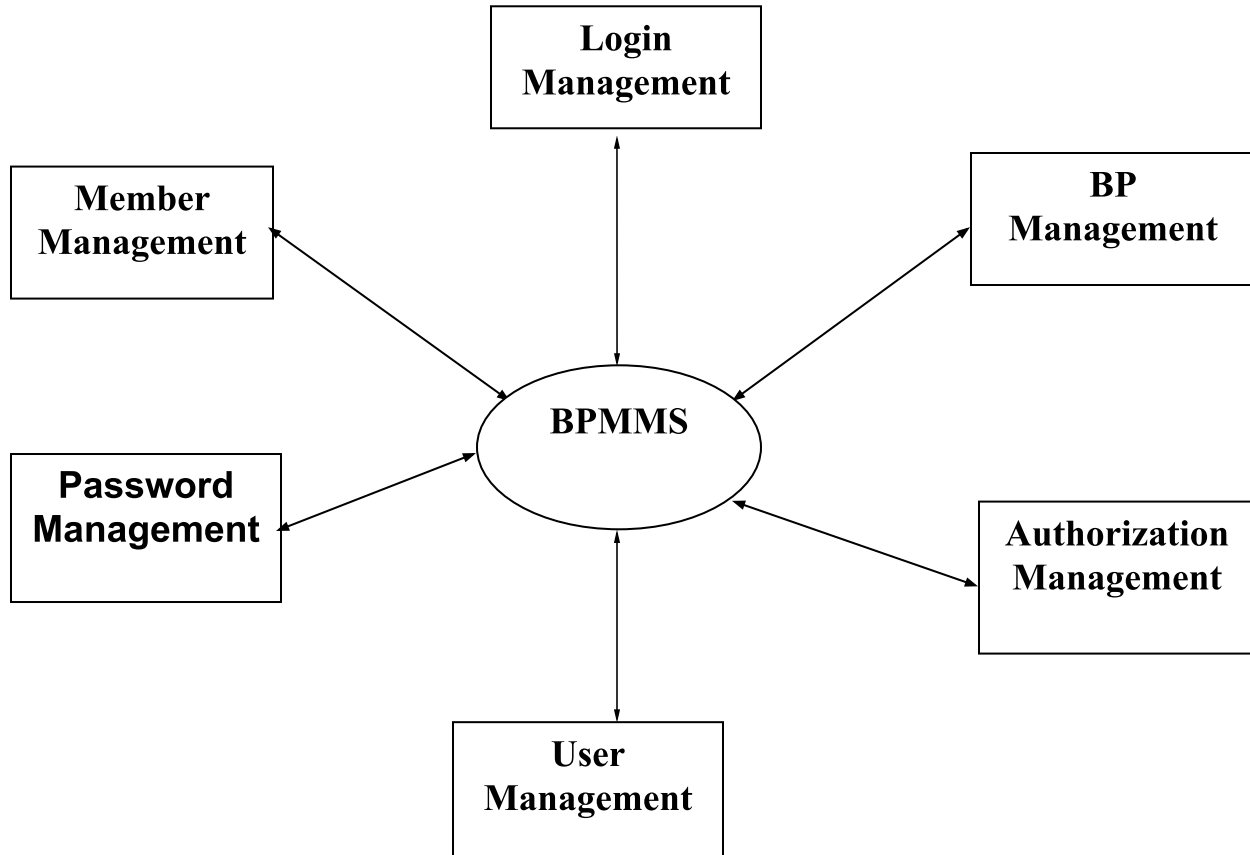 Login
Management
Member
Management
BP
Management
BPMMS
Password
Management
Authorization
Management
User
Management